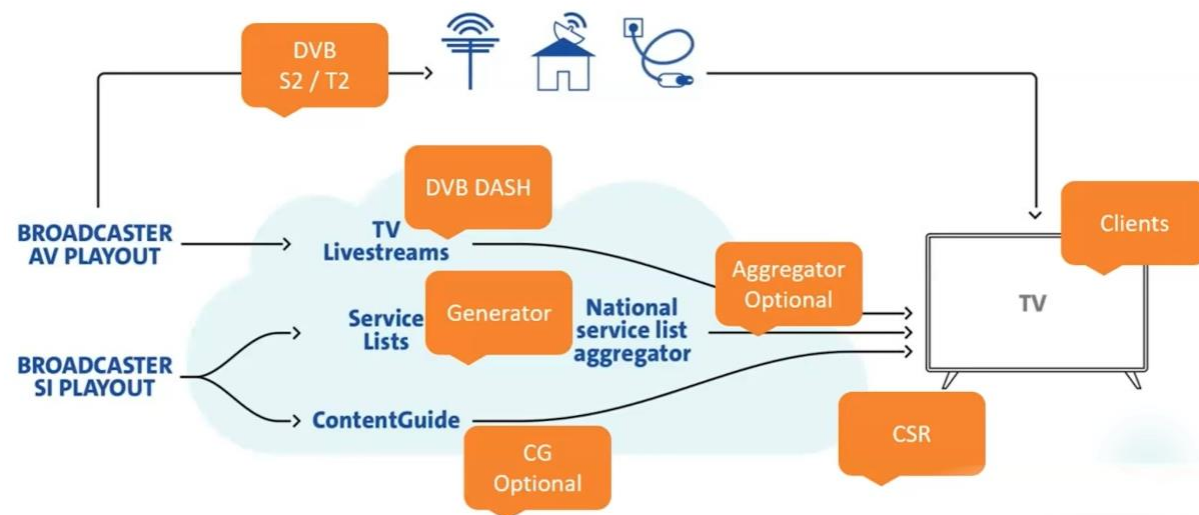 DVB
S2 / T2
DVB DASH
BROADCASTER
AV PLAYOUT
TV
Livestreams
Clients
Aggregator
Optional
TV
Service
Lists
Generator
National
service list
aggregator
BROADCASTER
SI PLAYOUT
ContentGuide
CG
Optional
CSR